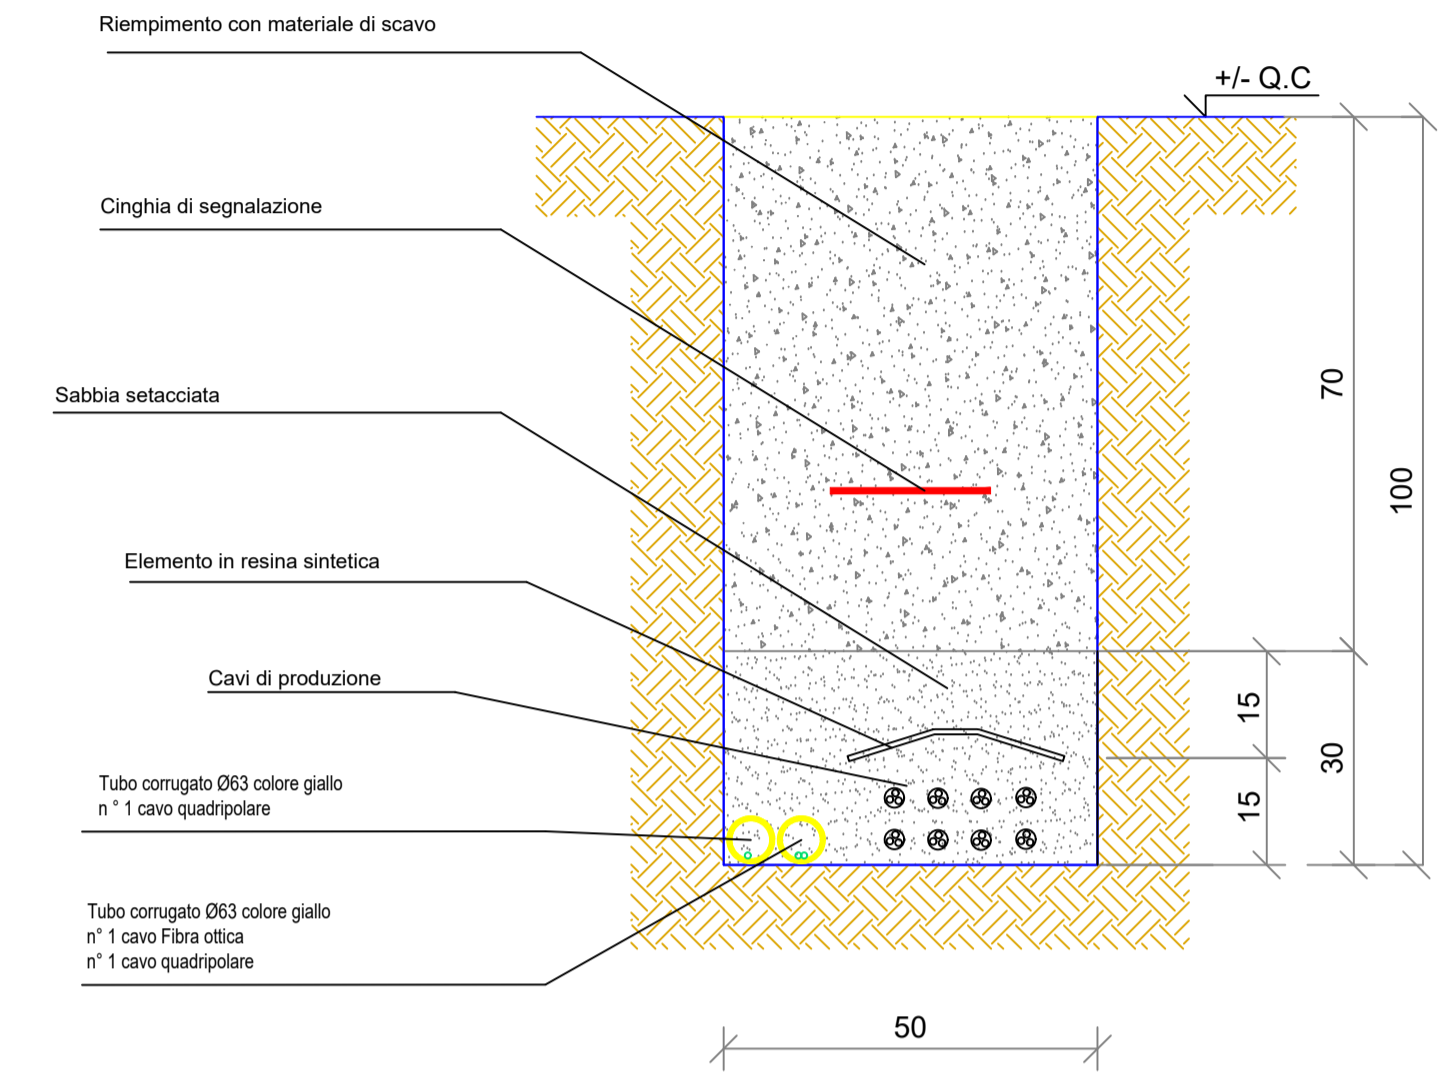 Riempimento con materiale di scavo
+/- Q.C
Cinghia di segnalazione
70
Sabbia setacciata
100
Elemento in resina sintetica
Cavi di produzione
15
30
15
Tubo corrugato Ø63 colore giallo
n ° 1 cavo quadripolare
Tubo corrugato Ø63 colore giallo
n° 1 cavo Fibra ottica
n° 1 cavo quadripolare
50